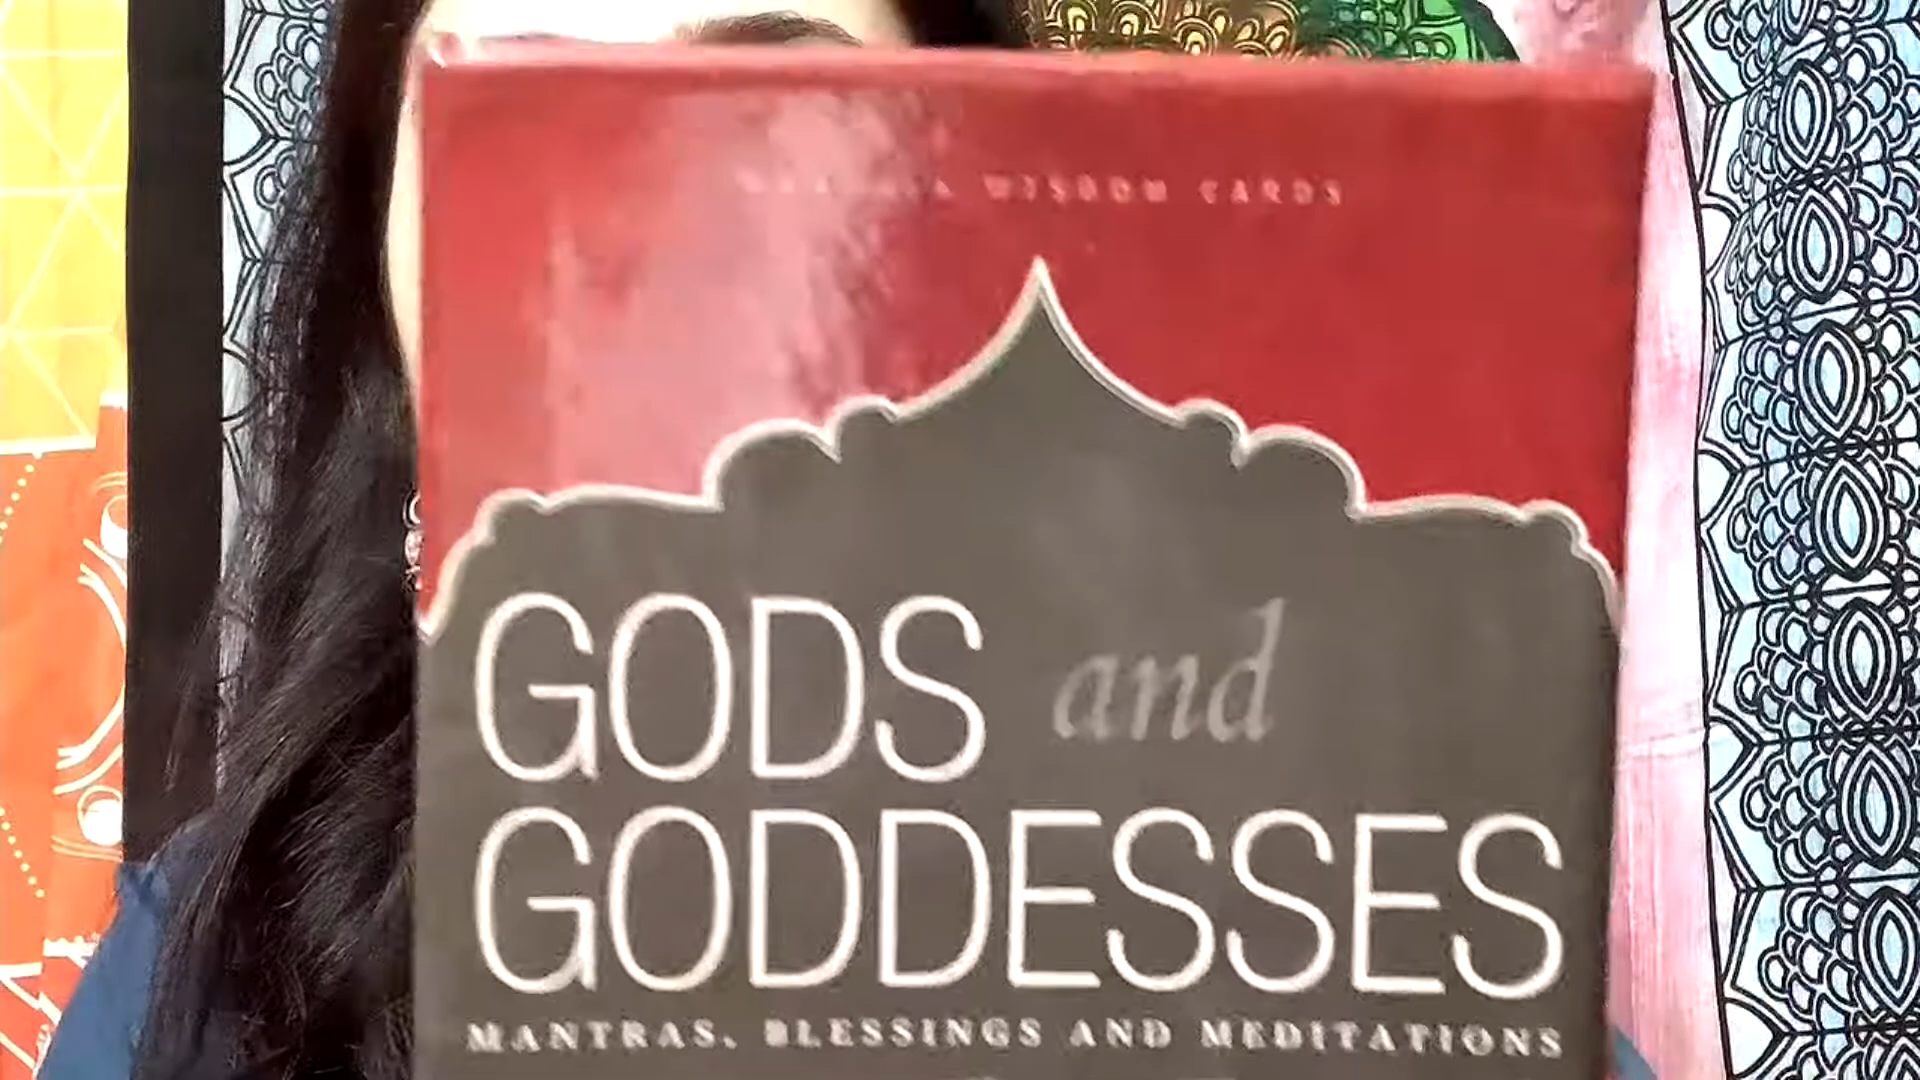 WISDOM CARDS
GODS and
GODDESSES
MANTRAS, BLESSINGS AND MEDITATIONS